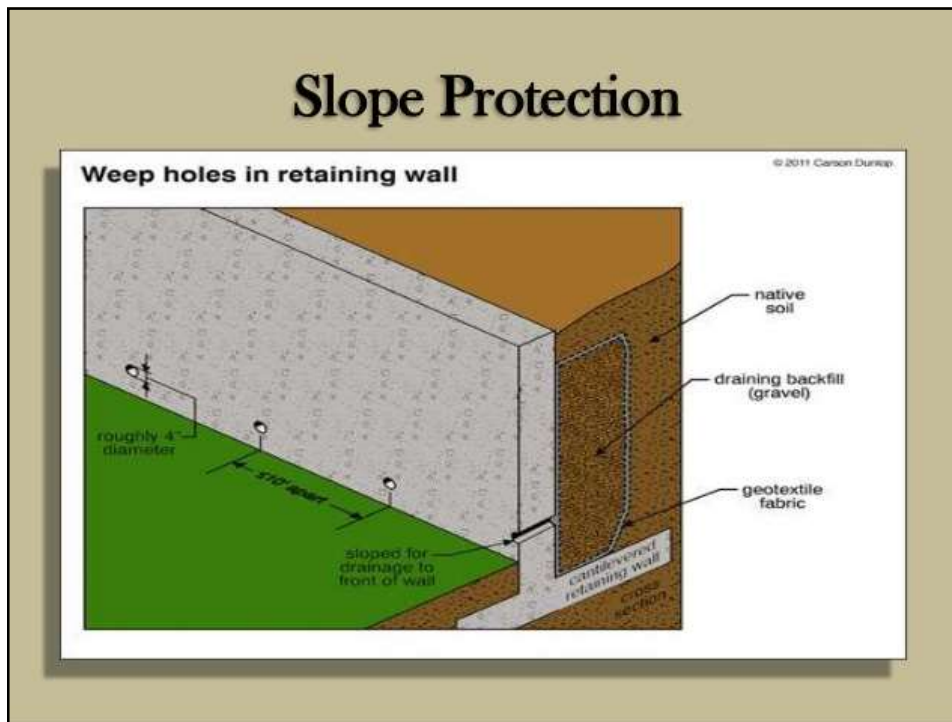 Slope Protection
Weep holes in retaining wall
© 2011 Carson Dunlop
native
soil
draining backfill
(gravel)
geotextile
fabric
roughly 4"
diameter
≤10' apart
sloped for
drainage to
front of wall
cantilevered
retaining wall
cross
section